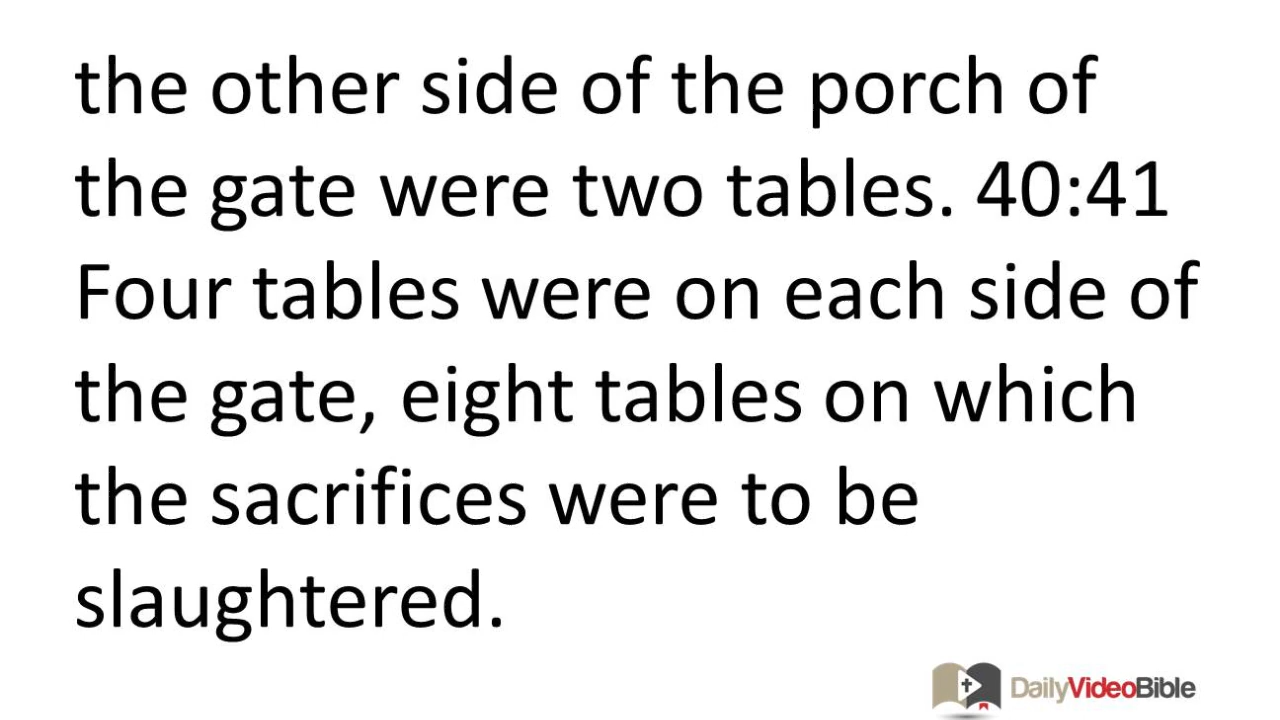 the other side of the porch of
the gate were two tables. 40:41
Four tables were on each side of
the gate, eight tables on which
the sacrifices were to be
slaughtered.
DailyVideoBible